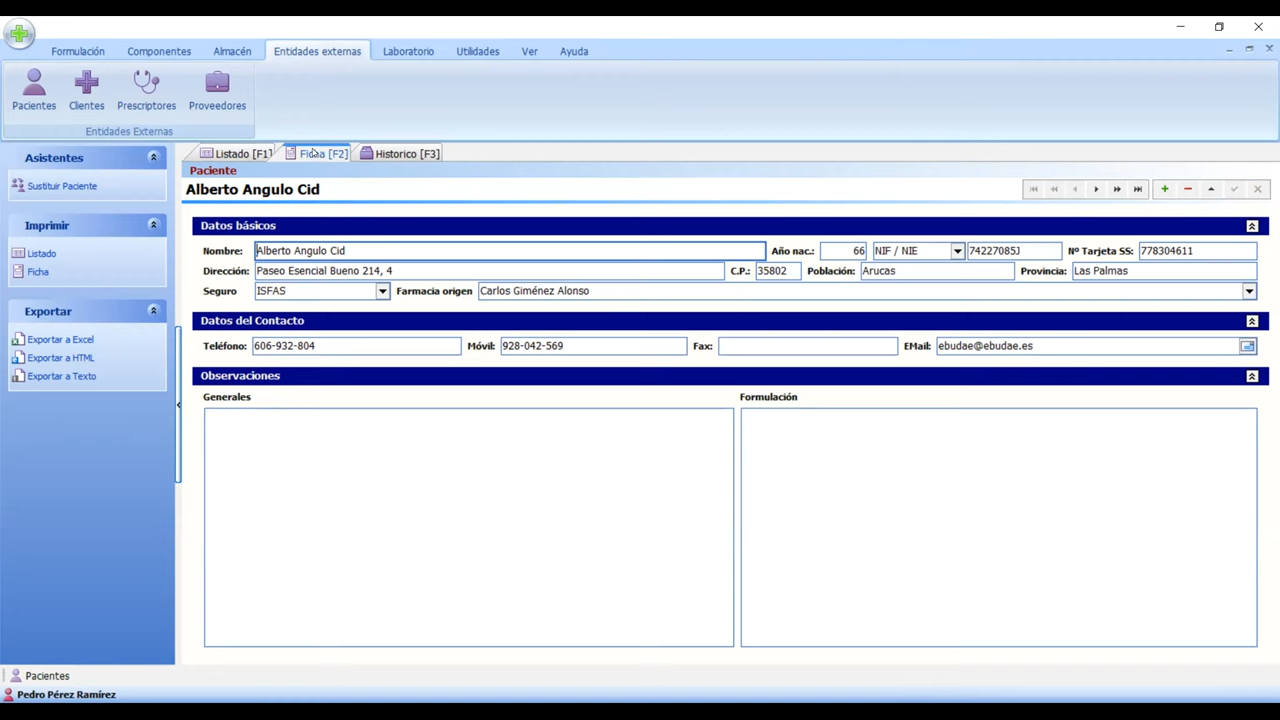 Formulación Componentes Almacén Entidades externas Laboratorio Utilidades Ver Ayuda
Pacientes Clientes Prescriptores Proveedores
Entidades Externas
Asistentes
Sustituir Paciente
Imprimir
Listado
Ficha
Exportar
Exportar a Excel
Exportar a HTML
Exportar a Texto
Listado [F1] Ficha [F2] Historico [F3]
Paciente
Alberto Angulo Cid
Datos básicos
Nombre: Alberto Angulo Cid Año nac.: 66 NIF / NIE 74227085J Nº Tarjeta SS: 778304611
Dirección: Paseo Esencial Bueno 214, 4 C.P.: 35802 Población: Arucas Provincia: Las Palmas
Seguro ISFAS Farmacia origen Carlos Giménez Alonso
Datos del Contacto
Teléfono: 606-932-804 Móvil: 928-042-569 Fax: EMail: ebudae@ebudae.es
Observaciones
Generales Formulación
Pacientes
Pedro Pérez Ramírez